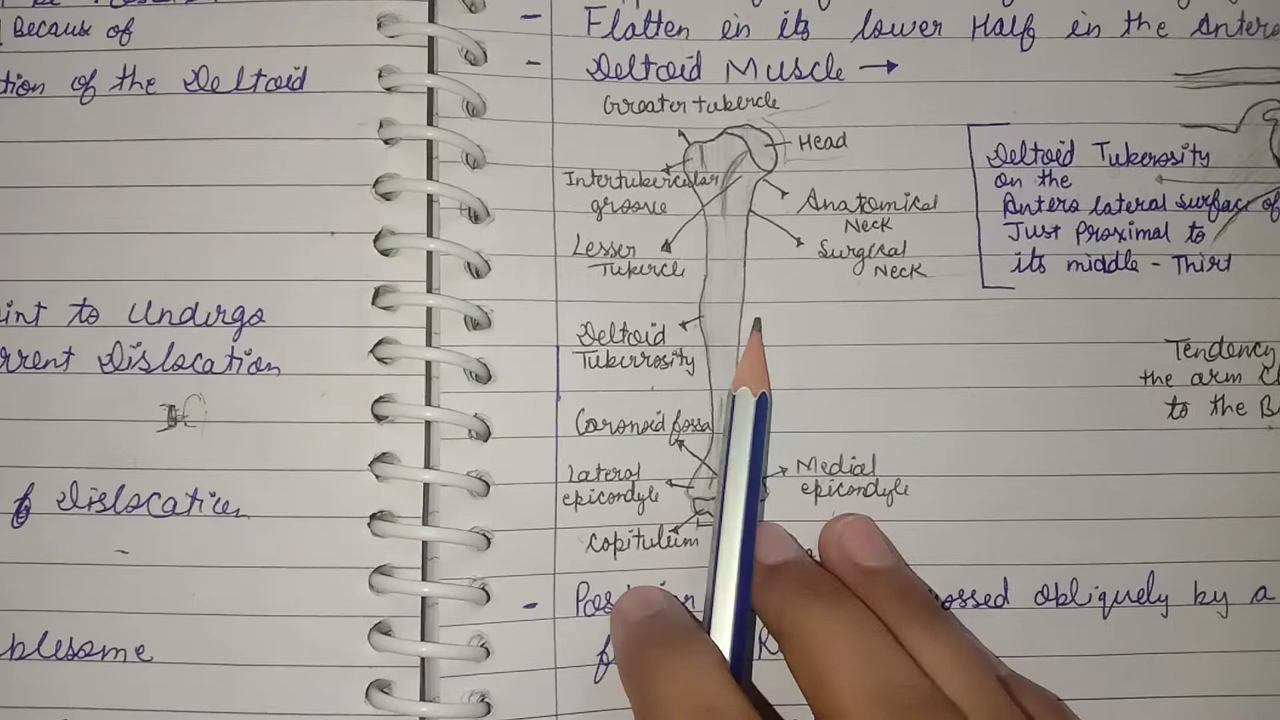 Because of
tion of the Deltoid
int to Undergo
rrent Dislocation
Dislocation
blesome
- Flatten in its lower Half in the Antero
- Deltoid Muscle →
Greater tubercle
Head
Intertubercular
groove
Anatomical
Neck
Lesser
Tubercle
Surgical
Neck
Deltoid
Tuberosity
Coronoid fossa
Lateral
epicondyle
Medial
epicondyle
Capitulum
Deltoid Tuberosity
on the
Antero lateral surface of
Just Proximal to
its middle - Third
Tendency
the arm
to the B
ossed obliquely by a